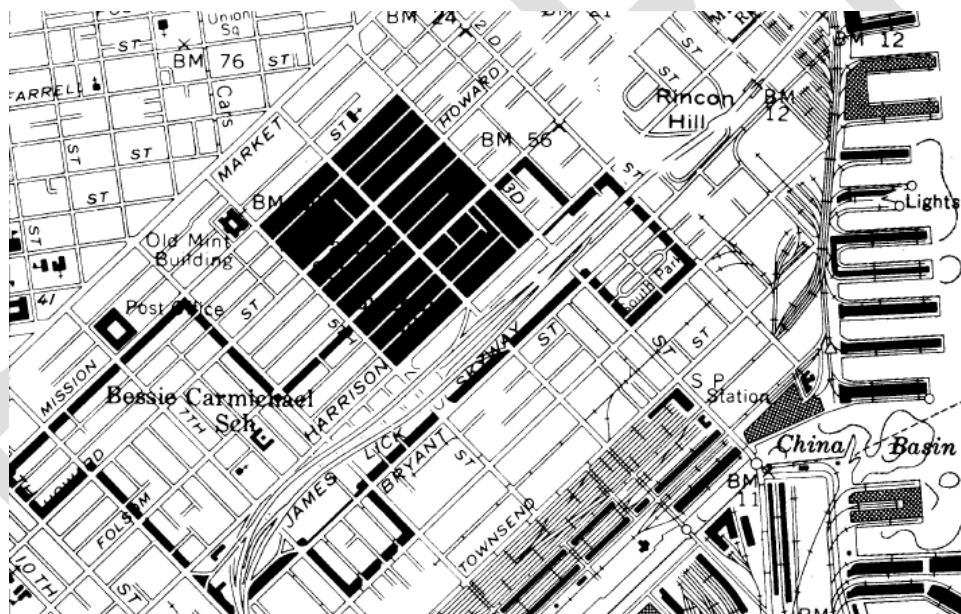 BM 24
Union
Sq
ST
BM 76
ST
BM 12
HOWARD
ST
Rincon
Hill
BM
12
Cars
MARKET
ST
BM 56
ST
ST
ST
3D
ST
BM
Lights
ST
Old Mint
Building
South Park
41
Post Office
ST
5TH
SKYWAY
ST
ST
ST
MISSION
Bessie Carmichael
Sch
7TH
HARRISON
S P
Station
China Basin
LICK
BRYANT
ST
BM
11
JAMES
FOLSOM
TOWNSEND
10TH
ST
BM